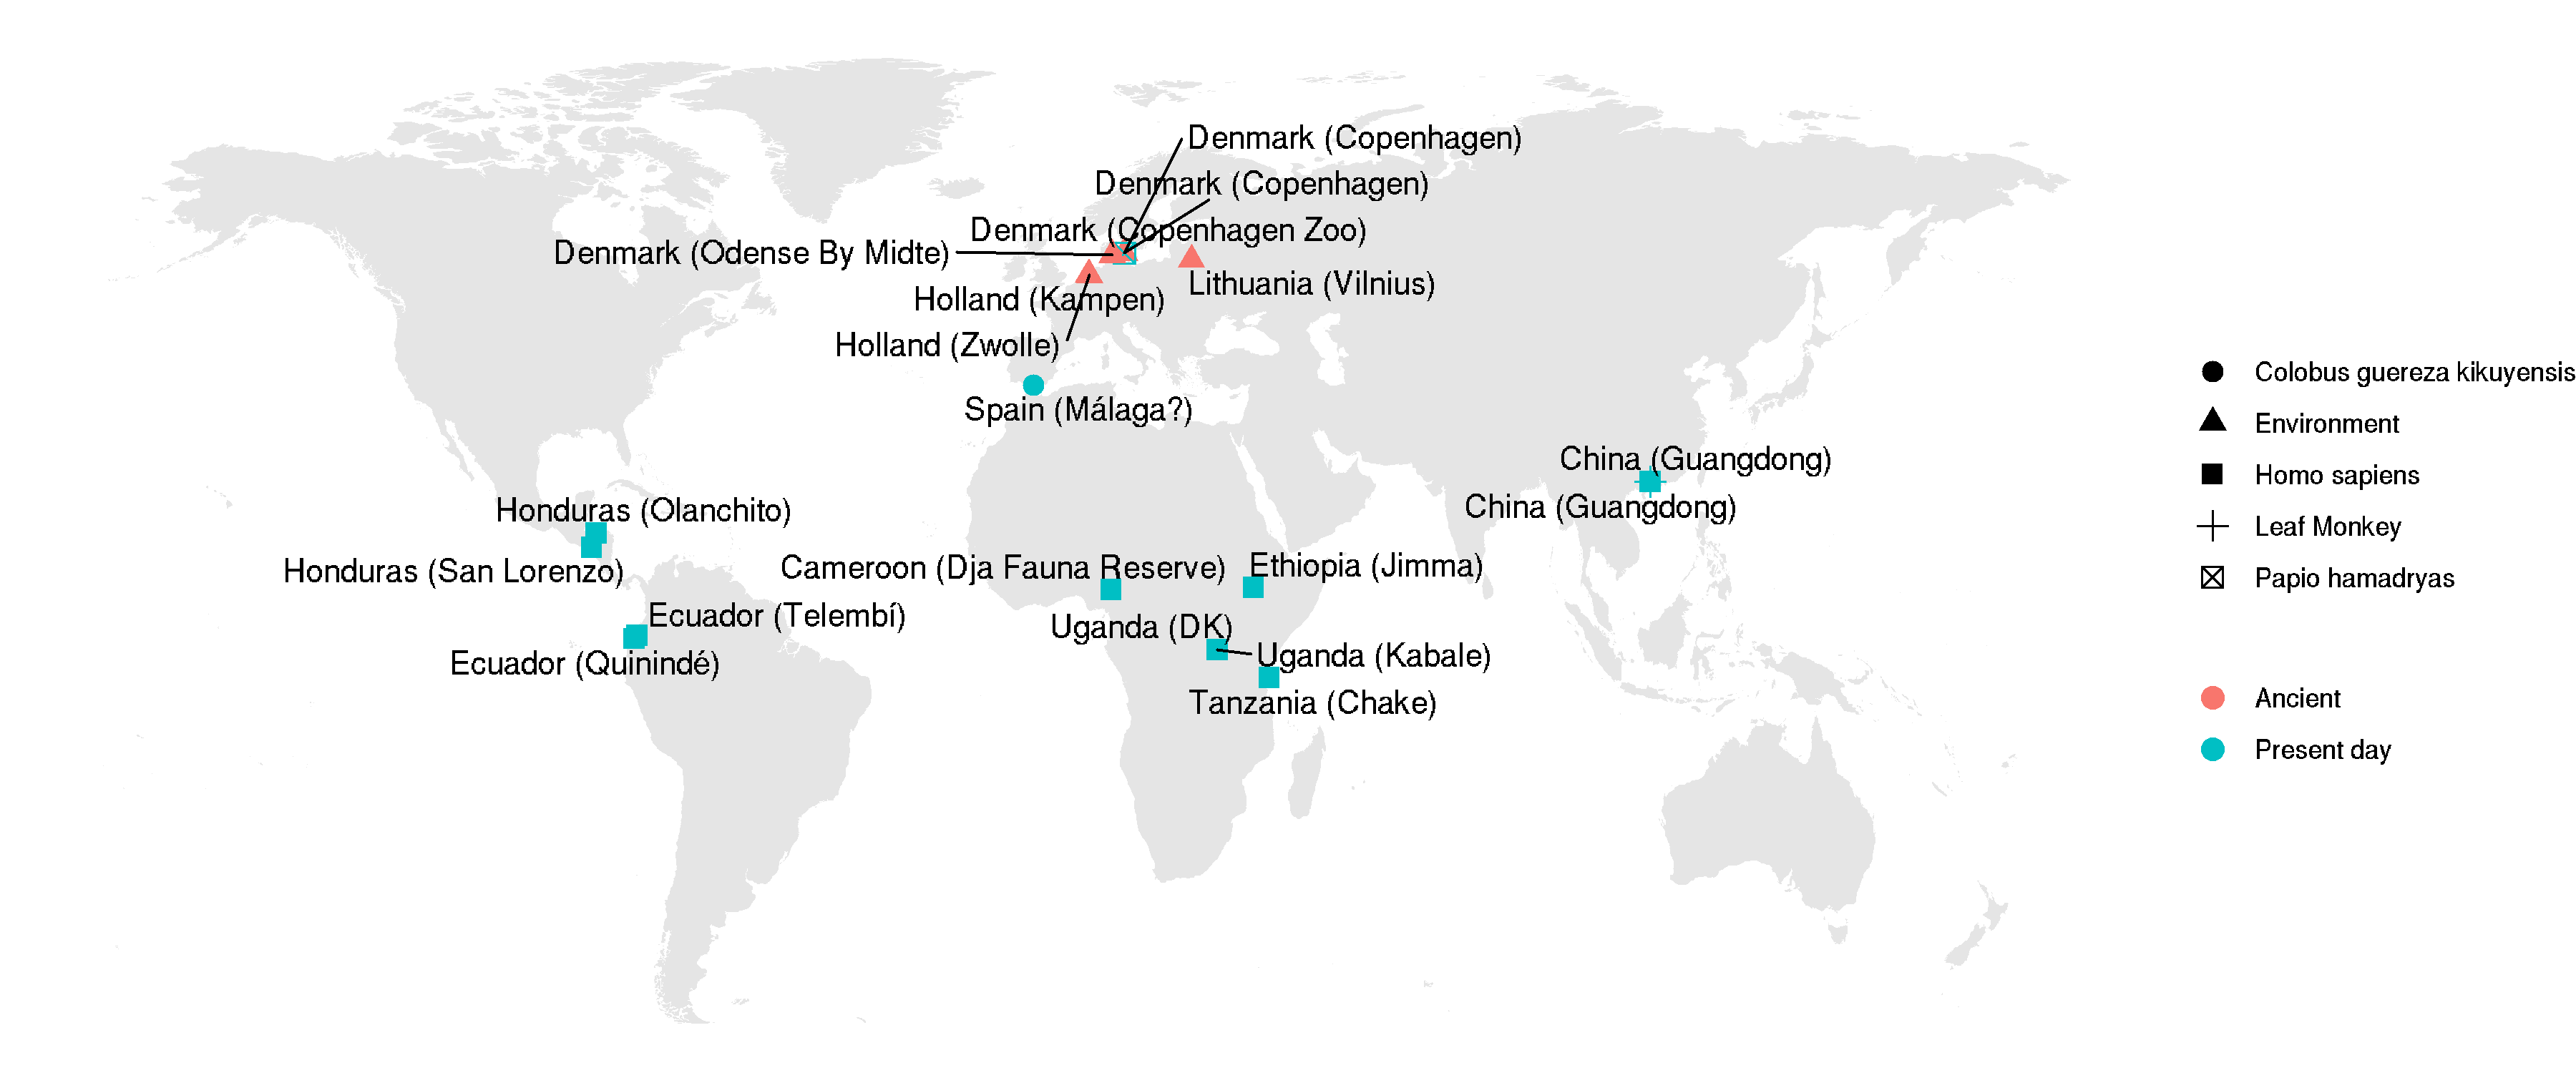 Denmark (Copenhagen)
Denmark (Copenhagen)
Denmark (Copenhagen Zoo)
Denmark (Odense By Midte)
Lithuania (Vilnius)
Holland (Kampen)
Holland (Zwolle)
Spain (Málaga?)
China (Guangdong)
China (Guangdong)
Honduras (Olanchito)
Honduras (San Lorenzo)
Cameroon (Dja Fauna Reserve)
Ethiopia (Jimma)
Ecuador (Telembí)
Uganda (DK)
Ecuador (Quinindé)
Uganda (Kabale)
Tanzania (Chake)
Colobus guereza kikuyensis
Environment
Homo sapiens
Leaf Monkey
Papio hamadryas
Ancient
Present day